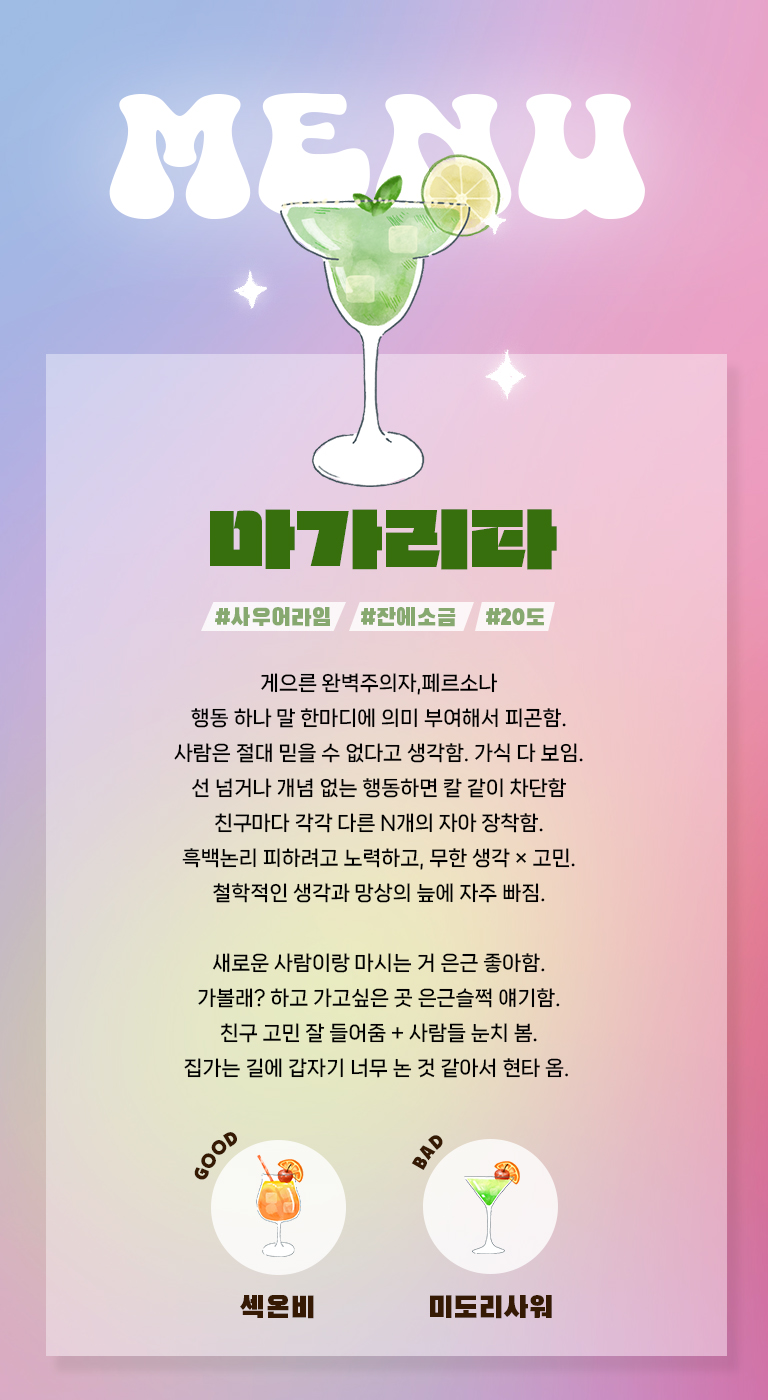 MENU
마가리타
#사우어라임 #잔에소금 #20도
게으른 완벽주의자,페르소나
행동 하나 말 한마디에 의미 부여해서 피곤함.
사람은 절대 믿을 수 없다고 생각함. 가식 다 보임.
선 넘거나 개념 없는 행동하면 칼 같이 차단함
친구마다 각각 다른 N개의 자아 장착함.
흑백논리 피하려고 노력하고, 무한 생각 × 고민.
철학적인 생각과 망상의 늪에 자주 빠짐.
새로운 사람이랑 마시는 거 은근 좋아함.
가볼래? 하고 가고싶은 곳 은근슬쩍 얘기함.
친구 고민 잘 들어줌 + 사람들 눈치 봄.
집가는 길에 갑자기 너무 논 것 같아서 현타 옴.
GOOD
섹온비
BAD
미도리사워